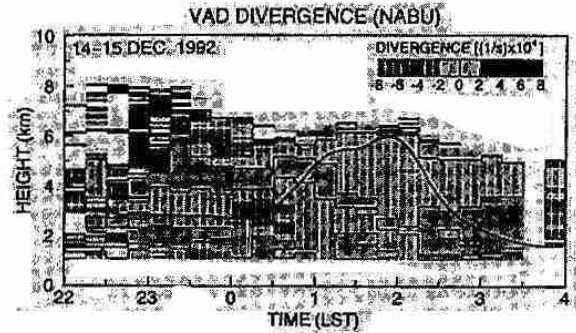 VAD DIVERGENCE (NABU)
14-15 DEC. 1992
DIVERGENCE [(1/s)x10⁴]
-8 -6 -4 -2 0 2 4 6 8
10
8
6
4
2
0
HEIGHT (km)
22 23 0 1 2 3 4
TIME (LST)